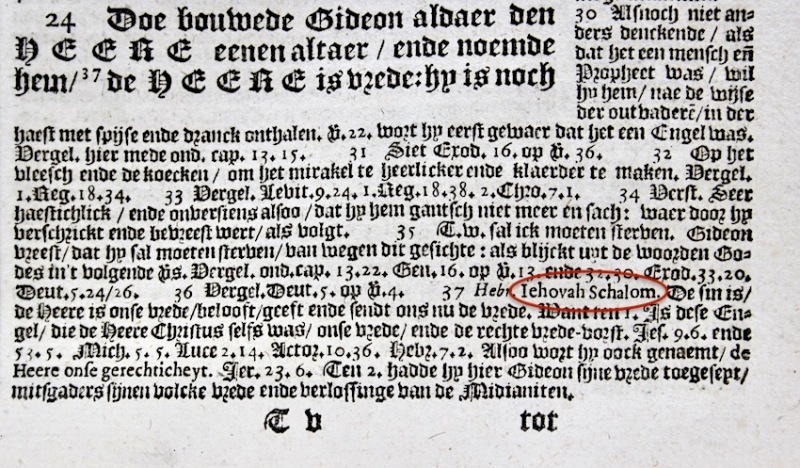 24 Doe bouwede Gideon aldaer den
HEERE eenen altaer / ende noemde
hem / 37 de HEERE is vrede: hy is noch
30 Alsnoch niet an-
ders denckende / als
dat het een mensch en̄
Propheet was / wil
hy hem / nae de wijse
der outvaderē / in der
haest met spijse ende dranck onthalen. V. 22. wort hy eerst gewaer dat het een Engel was.
Vergel. hier mede ond. cap. 13. 15. 31 Siet Exod. 16. op V. 36. 32 Op het
vleesch ende de koecken / om het mirakel te heerlicker ende klaerder te maken. Vergel.
1. Reg. 18. 34. 33 Vergel. Levit. 9. 24. 1. Reg. 18. 38. 2. Chro. 7. 1. 34 Verst. Seer
haestichlick / ende onversiens alsoo / dat hy hem gantsch niet meer en sach: waer door hy
verschrickt ende bevreest wert / als volgt. 35 T. w. sal ick moeten sterven. Gideon
vreest / dat hy sal moeten sterven / van wegen dit gesichte: als blijckt uyt de woorden Go-
des in't volgende Vs. Vergel. ond. cap. 13. 22. Gen. 16. op V. 13. ende 32. 30. Exod. 33. 20.
Deut. 5. 24/26. 36 Vergel. Deut. 5. op V. 4. 37 Hebr. Iehovah Schalom. De sin is /
de Heere is onse vrede / belooft / geeft ende sendt ons nu de vrede. Want ten 1. Is dese En-
gel / die de Heere Christus selfs was / onse / ende de rechte vrede-vorst. Jes. 9. 6. ende
53. 5. Mich. 5. 5. Luce 2. 14. Actor. 10. 36. Hebr. 7. 2. Alsoo wort hy oock genaemt / de
Heere onse gerechticheyt. Jer. 23. 6. Ten 2. hadde hy hier Gideon sijne vrede toegeseyt /
mitsgaders sijnen volcke vrede ende verlossinge van de Midianiten.
T v tot